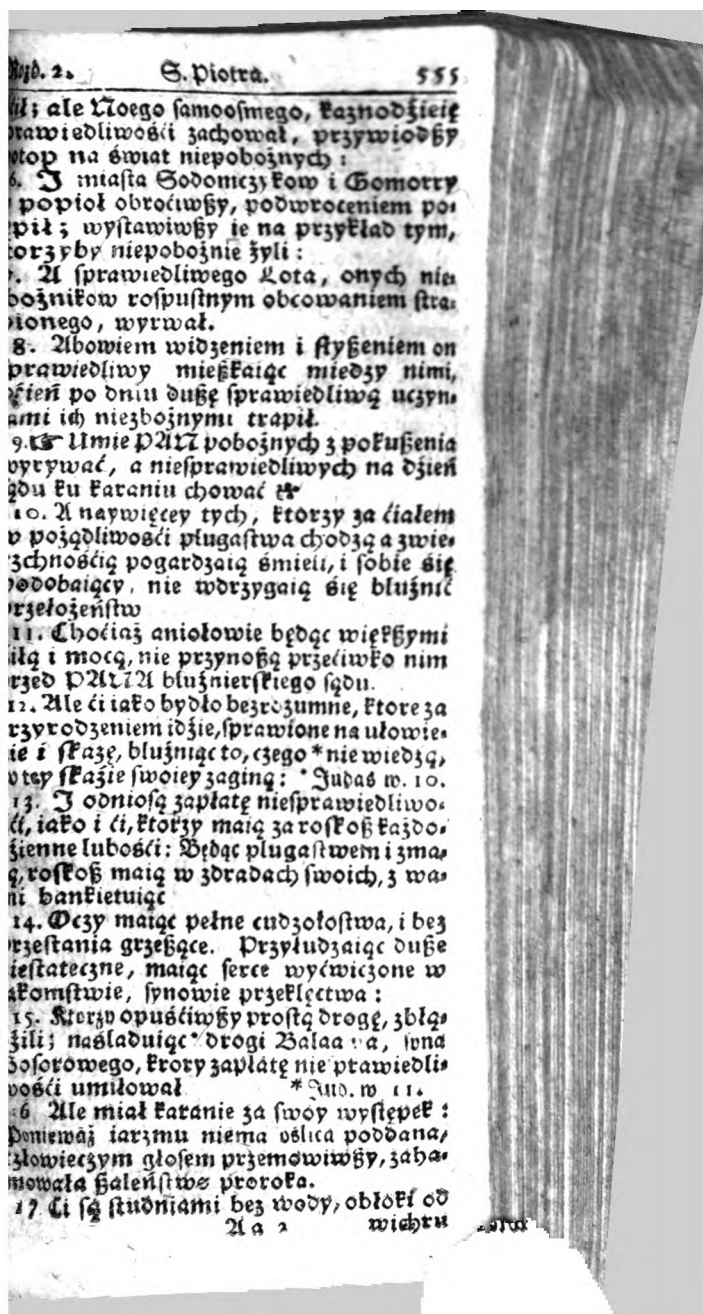 Rozd. 2. S. Piotra. 555
ćił; ale Noego samoosmego, kaznodźieię
prawiedliwośći zachował, przywiodszy
potop na świat niepobożnych:
6. I miasta Sodomczykow i Gomorry
popioł obroćiwszy, podwroceniem po-
ępił; wystawiwszy ie na przykład tym,
ktorzyby niepobożnie żyli:
7. A sprawiedliwego Lota, onych nie-
zbożnikow rospustnym obcowaniem stra-
pionego, wyrwał.
8. Abowiem widzeniem i słyszeniem on
sprawiedliwy mieszkaiąc miedzy nimi,
dźień po dniu duszę sprawiedliwą uczyn-
kami ich niezbożnymi trapił.
9. ☞ Umie PAN pobożnych z pokuszenia
wyrywać, a niesprawiedliwych na dźień
sądu ku karaniu chować
10. A naywięcey tych, ktorzy za ćiałem
w pożądliwośći plugastwa chodzą a zwie-
rzchnośćią pogardzaią śmieli, i sobie się
podobaiący, nie wdrzygaią się bluźnić
przełożeństw
11. Choćiaż aniołowie będąc większymi
siłą i mocą, nie przynoszą przećiwko nim
przed PANA bluźnierskiego sądu.
12. Ale ći iako bydło bezrozumne, ktore za
przyrodzeniem idźie, sprawione na ułowie-
nie i skazę, bluźniąc to, czego * nie wiedzą,
w tey skaźie swoiey zaginą: * Judas w. 10.
13. I odniosą zapłatę niesprawiedliwo-
śći, iako i ći, ktorzy maią za roskosz każdo-
dźienne lubośći: Będąc plugastwem i zma-
zą, roskosz maią w zdradach swoich, z wa-
mi bankietuiąc
14. Oczy maiąc pełne cudzołostwa, i bez
przestania grzeszące. Przyłudzaiąc dusze
niestateczne, maiąc serce wyćwiczone w
łakomstwie, synowie przeklęctwa:
15. Ktorzy opuśćiwszy prostą drogę, zbłą-
dźili; naśladuiąc * drogi Balaama, syna
Bosorowego, ktory zapłatę nieprawiedli-
wośći umiłował * Jud. w 11.
16 Ale miał karanie za swoy występek:
Ponieważ iarzmu niema oślica poddana,
człowieczym głosem przemowiwszy, zaha-
mowała szaleństwo proroka.
17 Ci są studniami bez wody, obłoki od
Aa 2 wichru